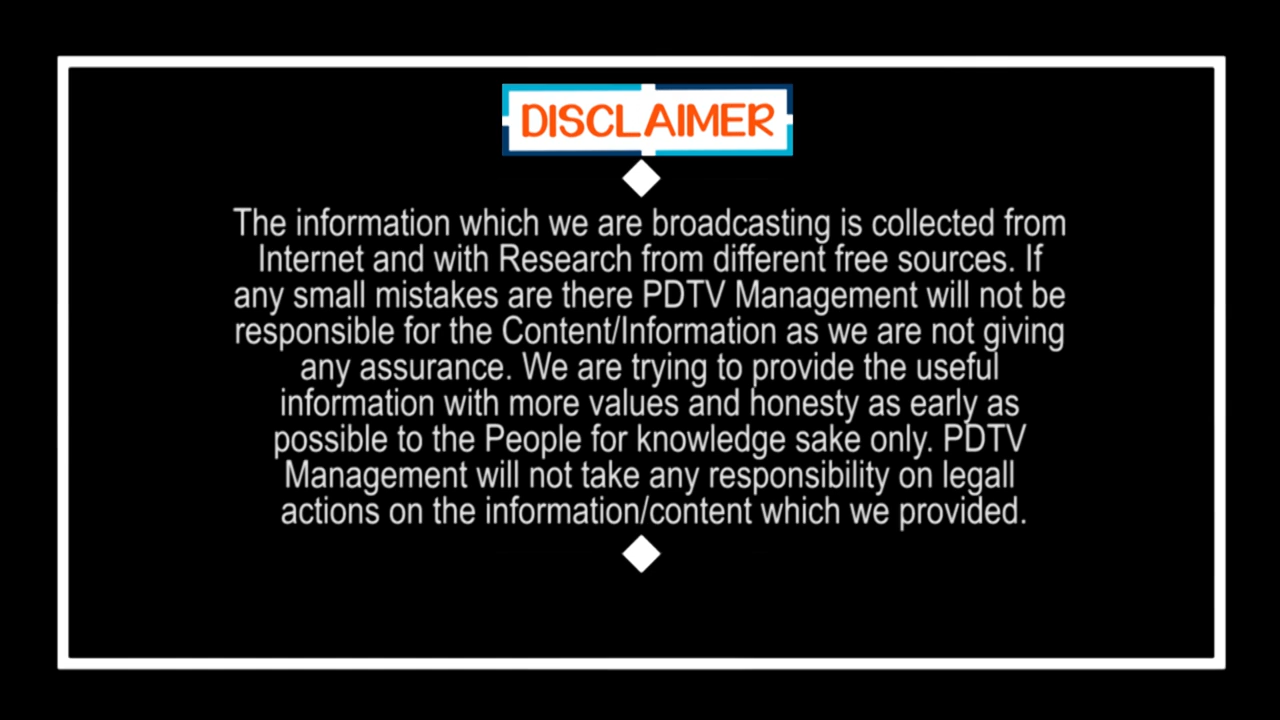 DISCLAIMER
The information which we are broadcasting is collected from
Internet and with Research from different free sources. If
any small mistakes are there PDTV Management will not be
responsible for the Content/Information as we are not giving
any assurance. We are trying to provide the useful
information with more values and honesty as early as
possible to the People for knowledge sake only. PDTV
Management will not take any responsibility on legall
actions on the information/content which we provided.